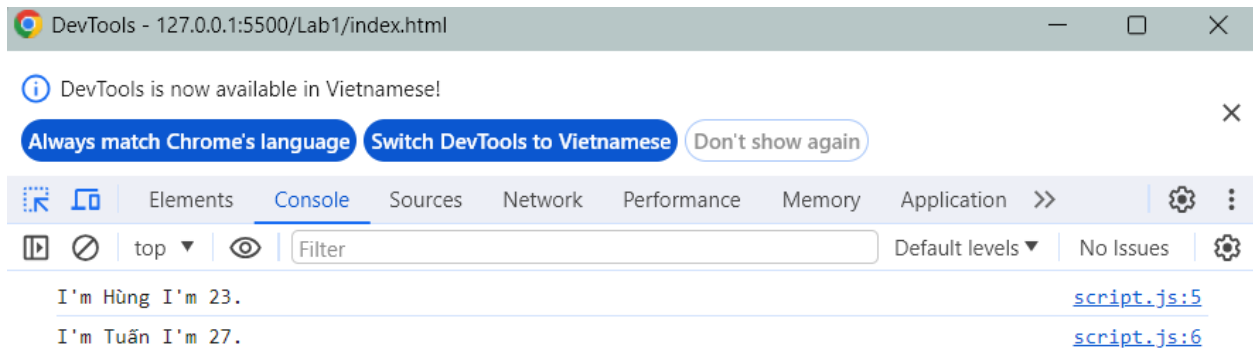 DevTools - 127.0.0.1:5500/Lab1/index.html
DevTools is now available in Vietnamese!
Always match Chrome's language Switch DevTools to Vietnamese Don't show again
Elements Console Sources Network Performance Memory Application
top Filter Default levels No Issues
I'm Hùng I'm 23. script.js:5
I'm Tuấn I'm 27. script.js:6